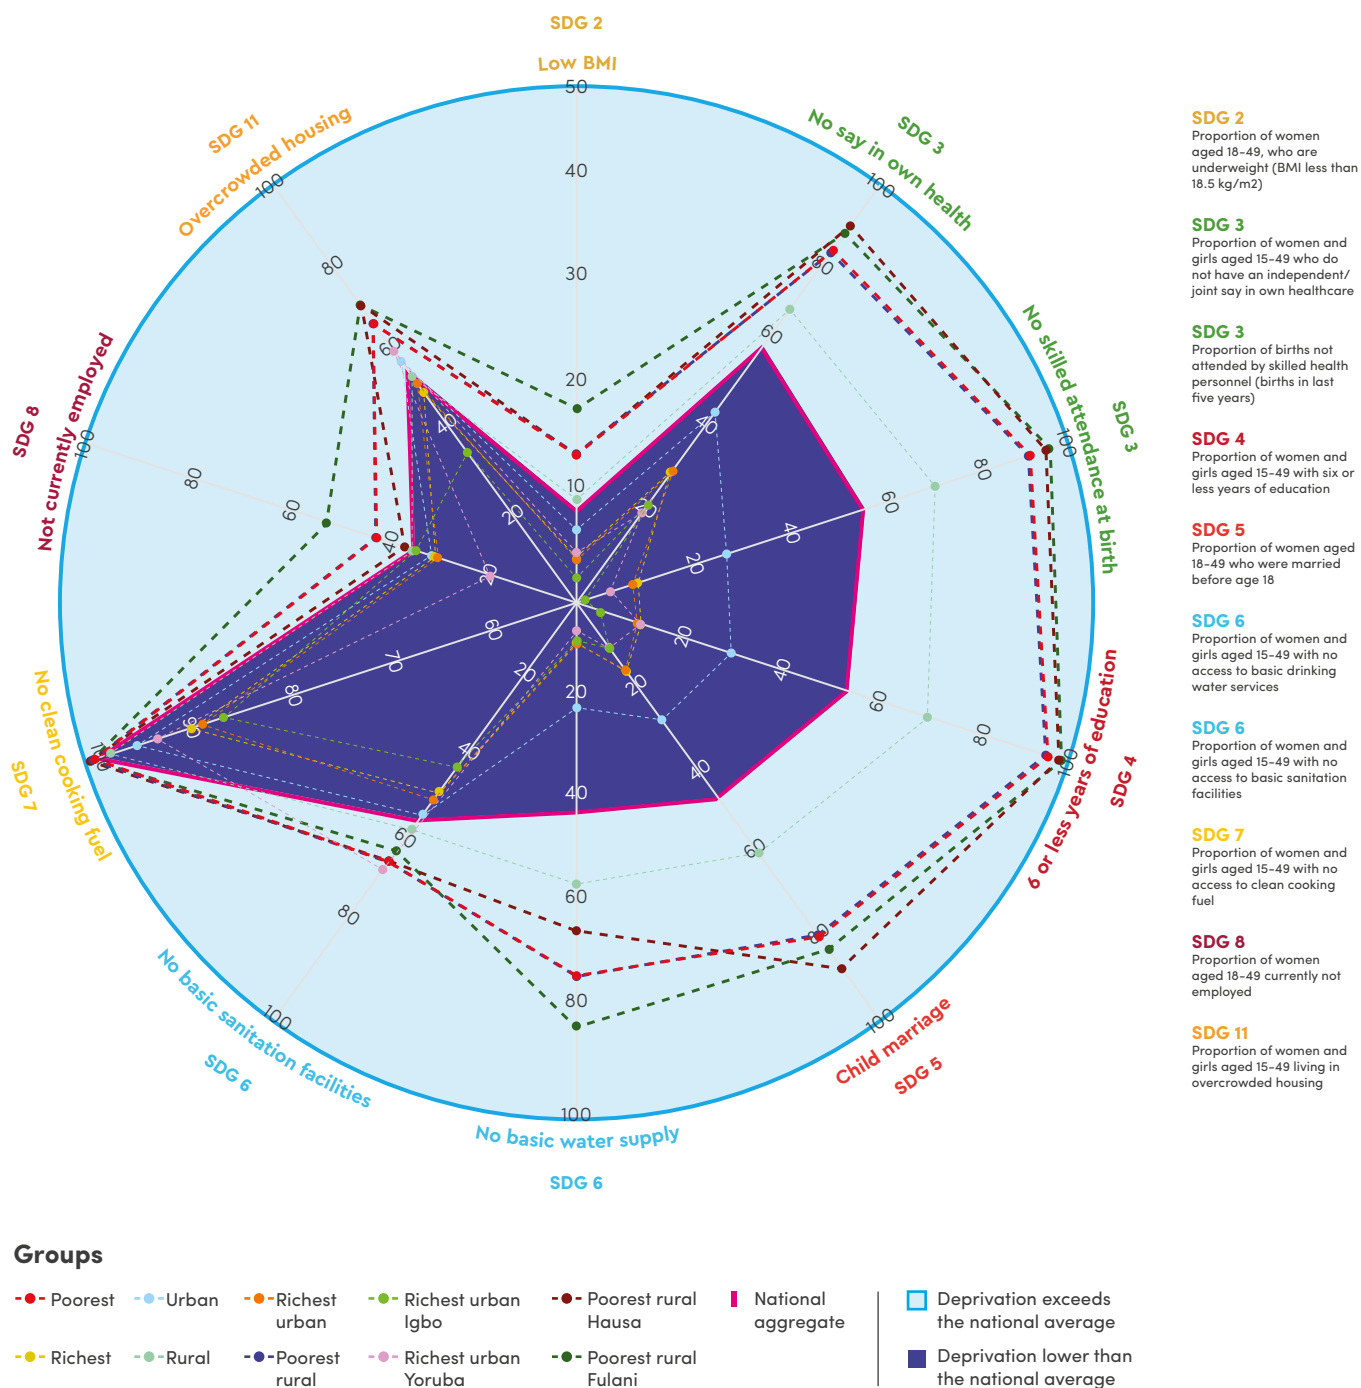 SDG 2
Low BMI
50
40
30
20
10
SDG 3
No say in own health
100
80
60
40
20
SDG 3
No skilled attendance at birth
100
80
60
40
20
6 or less years of education
SDG 4
100
80
60
40
20
Child marriage
SDG 5
100
80
60
40
20
No basic water supply
SDG 6
100
80
60
40
20
No basic sanitation facilities
SDG 6
100
80
60
40
20
No clean cooking fuel
SDG 7
100
90
80
70
60
Not currently employed
SDG 8
100
80
60
40
20
SDG 11
Overcrowded housing
100
80
60
40
20
SDG 2
Proportion of women
aged 18-49, who are
underweight (BMI less than
18.5 kg/m2)
SDG 3
Proportion of women and
girls aged 15-49 who do
not have an independent/
joint say in own healthcare
SDG 3
Proportion of births not
attended by skilled health
personnel (births in last
five years)
SDG 4
Proportion of women and
girls aged 15-49 with six or
less years of education
SDG 5
Proportion of women aged
18-49 who were married
before age 18
SDG 6
Proportion of women and
girls aged 15-49 with no
access to basic drinking
water services
SDG 6
Proportion of women and
girls aged 15-49 with no
access to basic sanitation
facilities
SDG 7
Proportion of women and
girls aged 15-49 with no
access to clean cooking
fuel
SDG 8
Proportion of women
aged 18-49 currently not
employed
SDG 11
Proportion of women and
girls aged 15-49 living in
overcrowded housing
Groups
Poorest
Urban
Richest
urban
Richest urban
Igbo
Poorest rural
Hausa
National
aggregate
Deprivation exceeds
the national average
Richest
Rural
Poorest
rural
Richest urban
Yoruba
Poorest rural
Fulani
Deprivation lower than
the national average